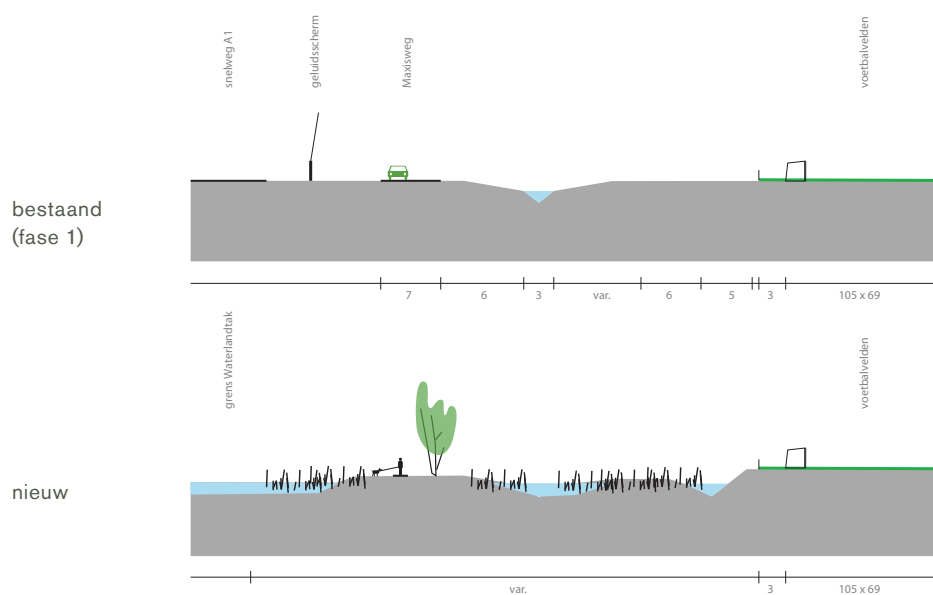 snelweg A1
geluidsscherm
Maxisweg
voetbalvelden
bestaand
(fase 1)
7
6
3
var.
6
5
3
105 x 69
grens Waterlandtak
voetbalvelden
nieuw
var.
3
105 x 69